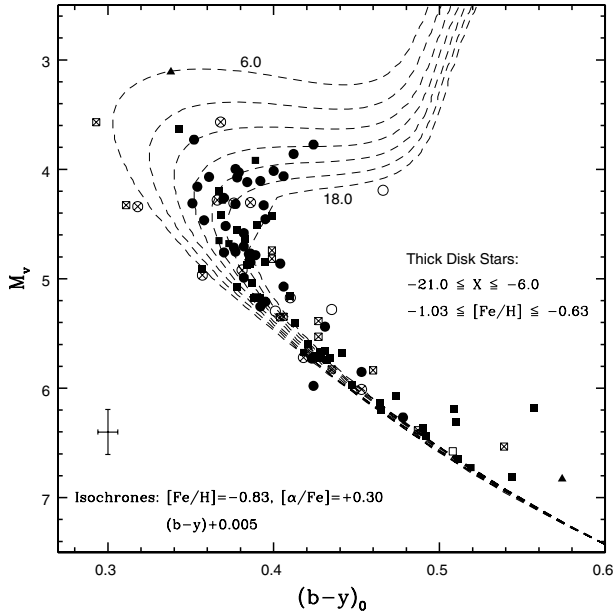 3
4
5
6
7
M_v
6.0
18.0
Thick Disk Stars:
−21.0 ≦ X ≦ −6.0
−1.03 ≦ [Fe/H] ≦ −0.63
Isochrones: [Fe/H]=−0.83, [α/Fe]=+0.30
(b−y)+0.005
0.3
0.4
0.5
0.6
(b−y)_0